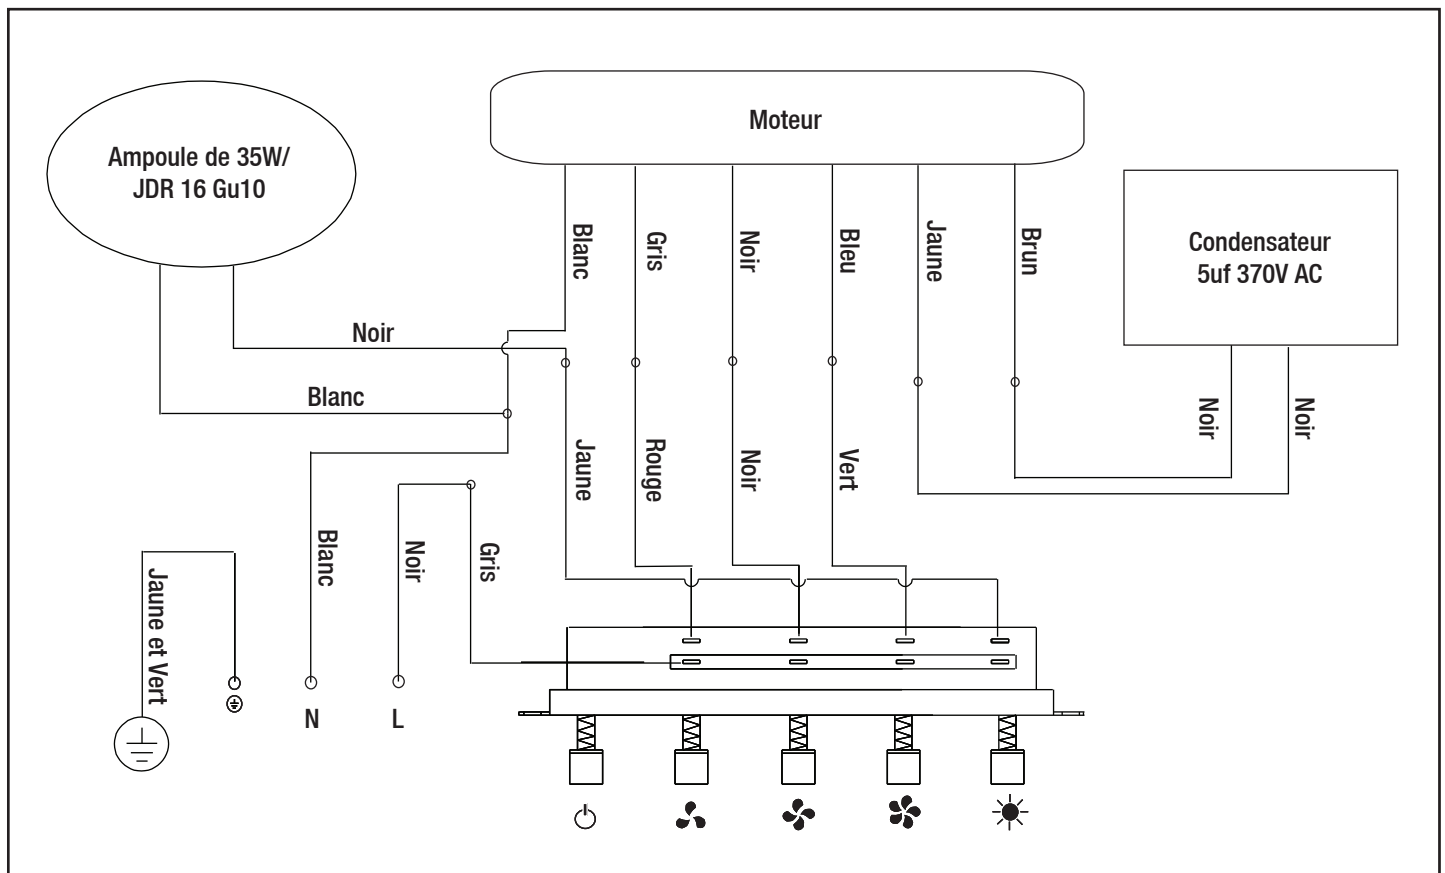 Moteur
Ampoule de 35W/
JDR 16 Gu10
Condensateur
5uf 370V AC
Blanc
Gris
Noir
Bleu
Jaune
Brun
Noir
Blanc
Noir
Noir
Jaune
Rouge
Noir
Vert
Blanc
Noir
Gris
Jaune et Vert
N
L